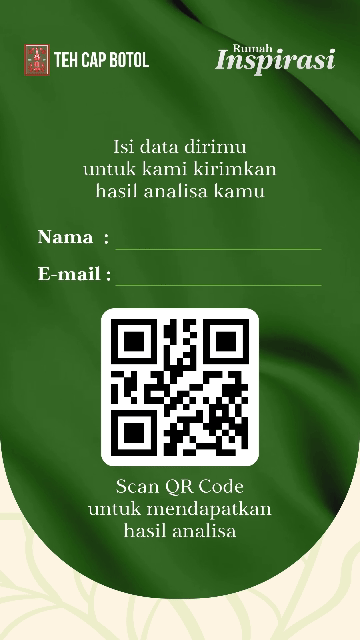 TEH CAP BOTOL
Rumah
Inspirasi
Isi data dirimu
untuk kami kirimkan
hasil analisa kamu
Nama :
E-mail :
Scan QR Code
untuk mendapatkan
hasil analisa